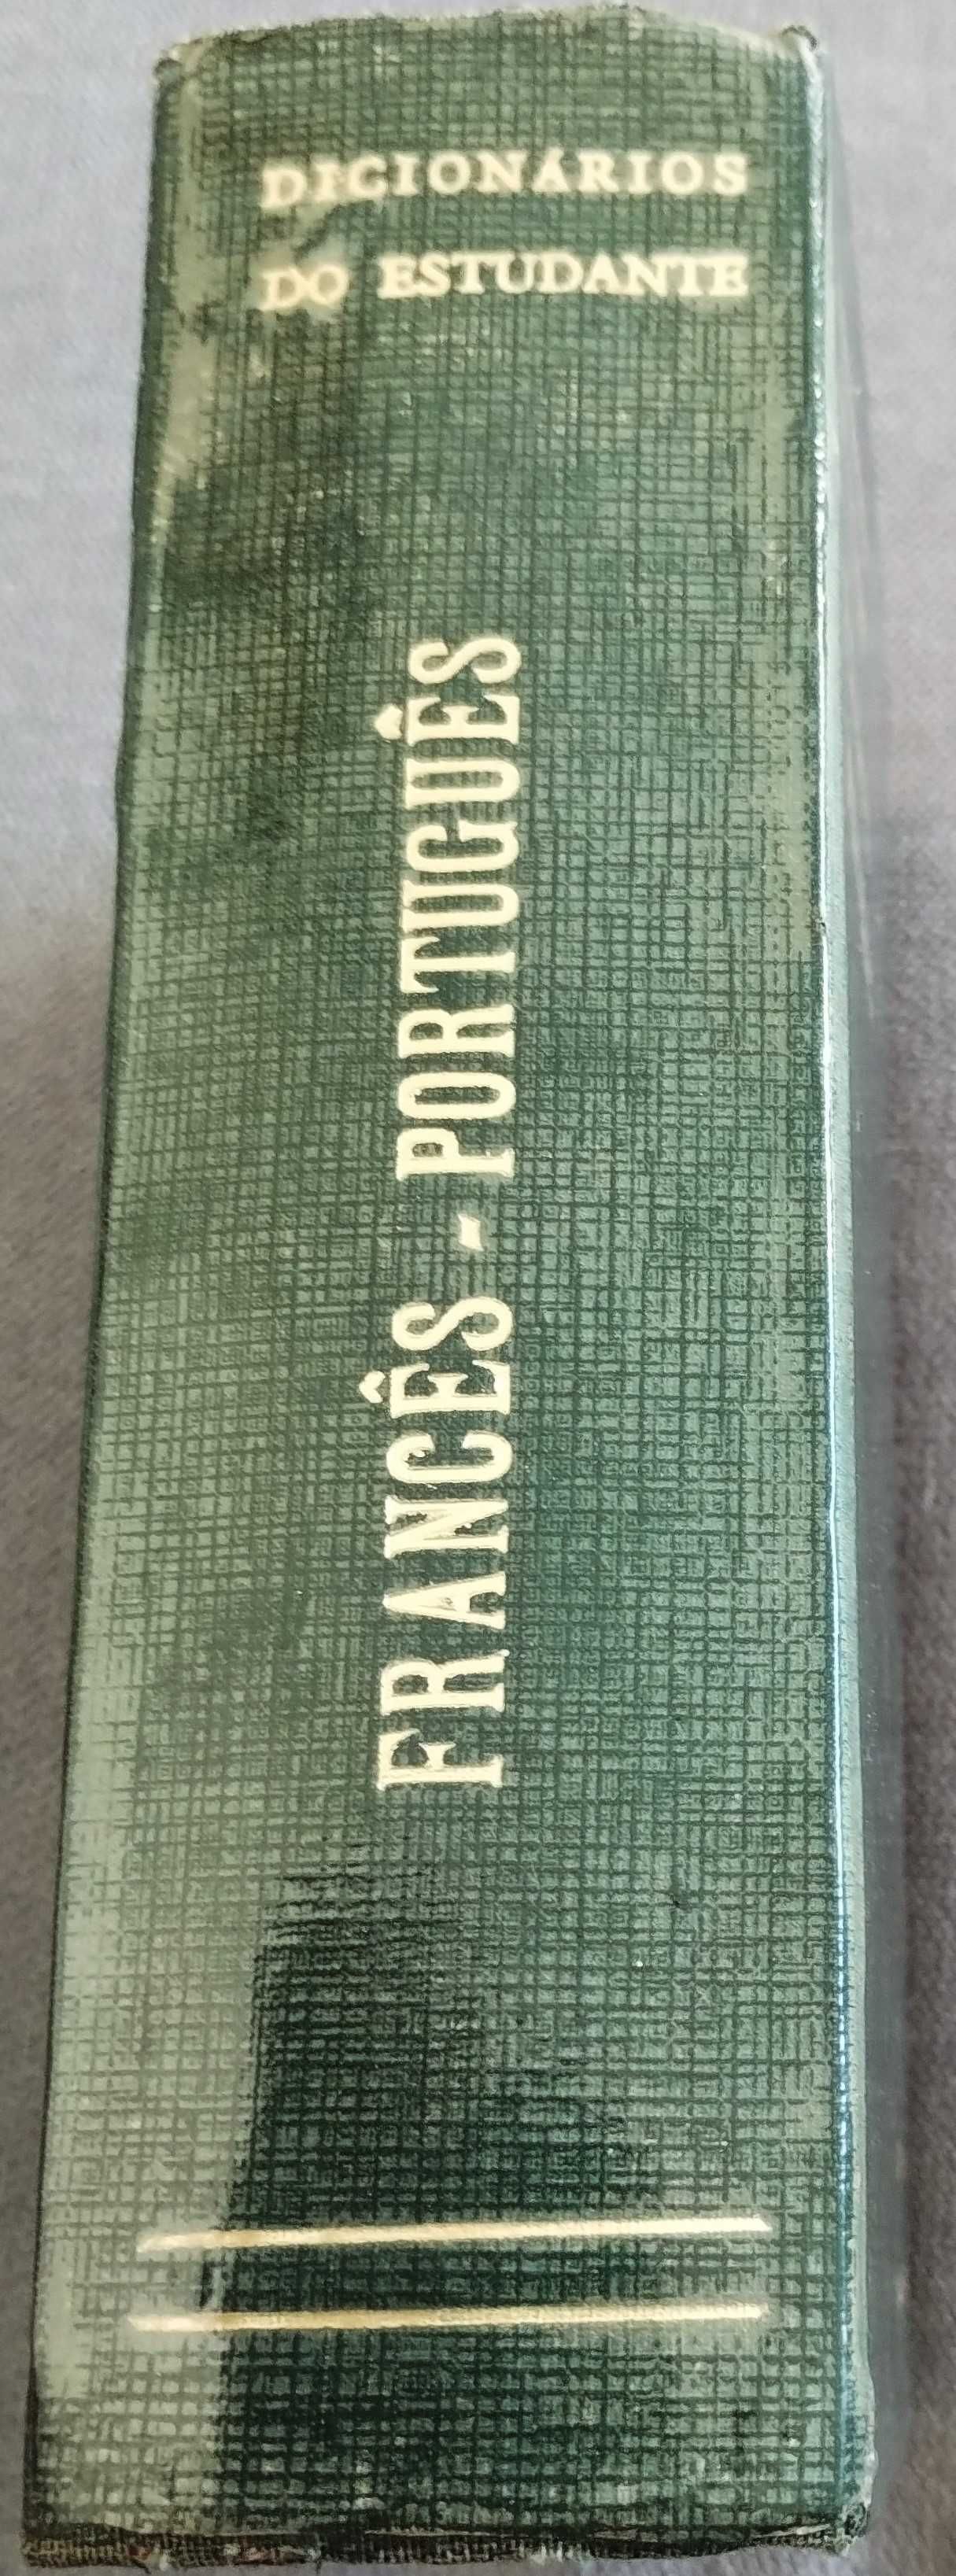 DICIONÁRIOS
DO ESTUDANTE
FRANCÊS - PORTUGUÊS